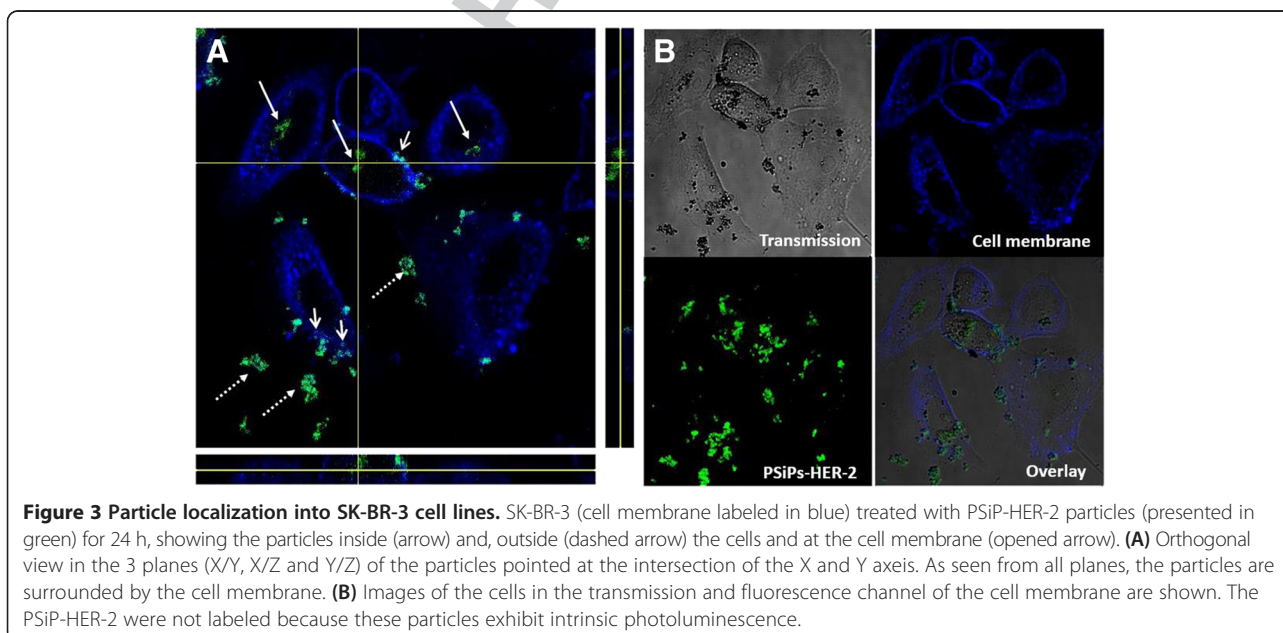 A
B
Transmission
Cell membrane
PSiPs-HER-2
Overlay
Figure 3 Particle localization into SK-BR-3 cell lines. SK-BR-3 (cell membrane labeled in blue) treated with PSiP-HER-2 particles (presented in
green) for 24 h, showing the particles inside (arrow) and, outside (dashed arrow) the cells and at the cell membrane (opened arrow). (A) Orthogonal
view in the 3 planes (X/Y, X/Z and Y/Z) of the particles pointed at the intersection of the X and Y axis. As seen from all planes, the particles are
surrounded by the cell membrane. (B) Images of the cells in the transmission and fluorescence channel of the cell membrane are shown. The
PSiP-HER-2 were not labeled because these particles exhibit intrinsic photoluminescence.